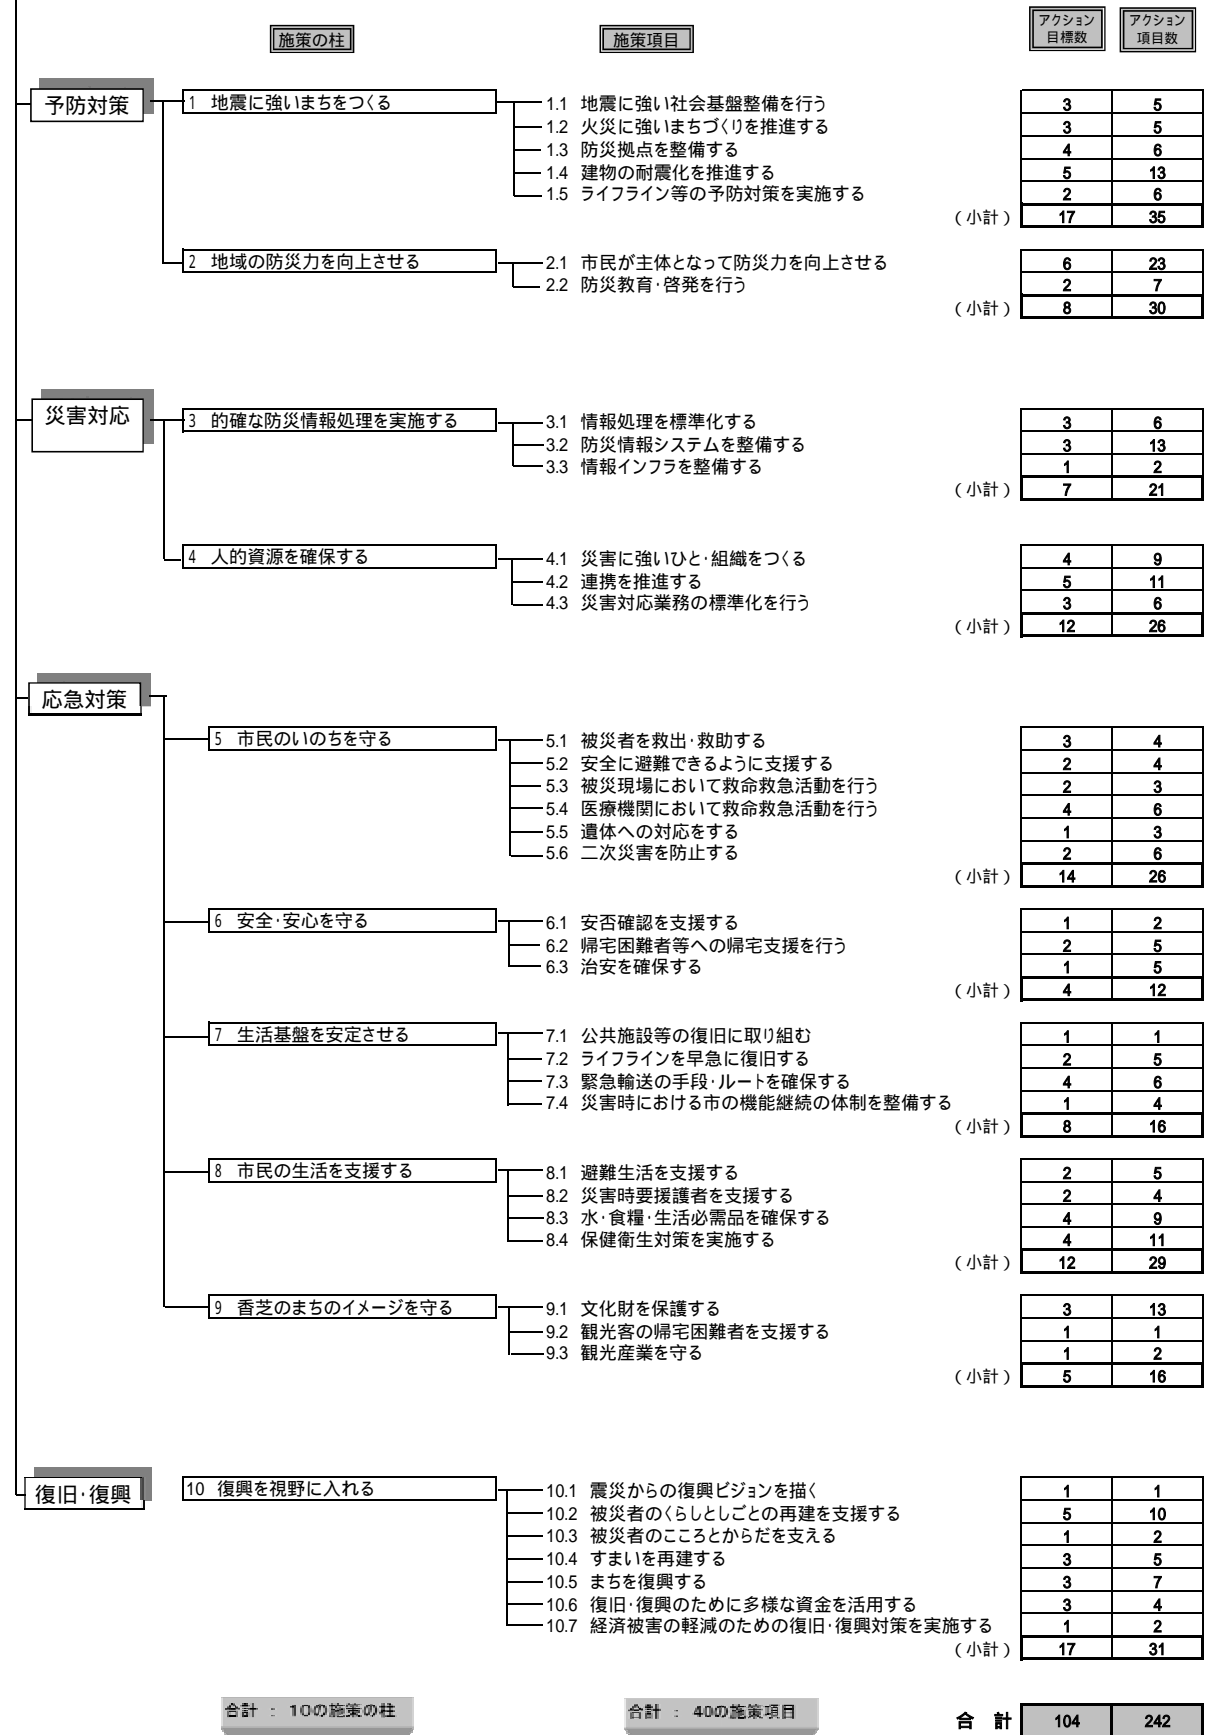 施策の柱 施策項目 アクション目標数 アクション項目数
予防対策
1 地震に強いまちをつくる
1.1 地震に強い社会基盤整備を行う 3 5
1.2 火災に強いまちづくりを推進する 3 5
1.3 防災拠点を整備する 4 6
1.4 建物の耐震化を推進する 5 13
1.5 ライフライン等の予防対策を実施する 2 6
(小計) 17 35
2 地域の防災力を向上させる
2.1 市民が主体となって防災力を向上させる 6 23
2.2 防災教育・啓発を行う 2 7
(小計) 8 30
災害対応
3 的確な防災情報処理を実施する
3.1 情報処理を標準化する 3 6
3.2 防災情報システムを整備する 3 13
3.3 情報インフラを整備する 1 2
(小計) 7 21
4 人的資源を確保する
4.1 災害に強いひと・組織をつくる 4 9
4.2 連携を推進する 5 11
4.3 災害対応業務の標準化を行う 3 6
(小計) 12 26
応急対策
5 市民のいのちを守る
5.1 被災者を救出・救助する 3 4
5.2 安全に避難できるように支援する 2 4
5.3 被災現場において救命救急活動を行う 2 3
5.4 医療機関において救命救急活動を行う 4 6
5.5 遺体への対応をする 1 3
5.6 二次災害を防止する 2 6
(小計) 14 26
6 安全・安心を守る
6.1 安否確認を支援する 1 2
6.2 帰宅困難者等への帰宅支援を行う 2 5
6.3 治安を確保する 1 5
(小計) 4 12
7 生活基盤を安定させる
7.1 公共施設等の復旧に取り組む 1 1
7.2 ライフラインを早急に復旧する 2 5
7.3 緊急輸送の手段・ルートを確保する 4 6
7.4 災害時における市の機能継続の体制を整備する 1 4
(小計) 8 16
8 市民の生活を支援する
8.1 避難生活を支援する 2 5
8.2 災害時要援護者を支援する 2 4
8.3 水・食糧・生活必需品を確保する 4 9
8.4 保健衛生対策を実施する 4 11
(小計) 12 29
9 香芝のまちのイメージを守る
9.1 文化財を保護する 3 13
9.2 観光客の帰宅困難者を支援する 1 1
9.3 観光産業を守る 1 2
(小計) 5 16
復旧・復興
10 復興を視野に入れる
10.1 震災からの復興ビジョンを描く 1 1
10.2 被災者のくらしとしごとの再建を支援する 5 10
10.3 被災者のこころとからだを支える 1 2
10.4 すまいを再建する 3 5
10.5 まちを復興する 3 7
10.6 復旧・復興のために多様な資金を活用する 3 4
10.7 経済被害の軽減のための復旧・復興対策を実施する 1 2
(小計) 17 31
合計 : 10の施策の柱 合計 : 40の施策項目 合 計 104 242